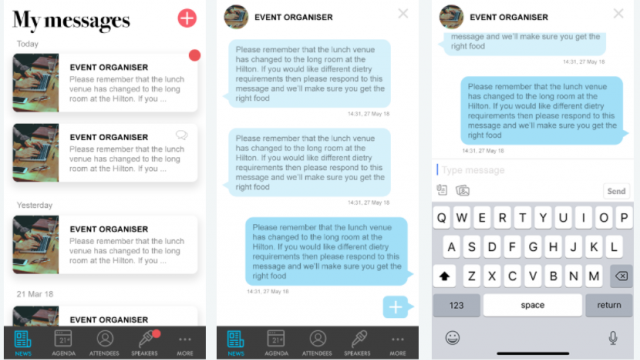 My messages
Today
EVENT ORGANISER
Please remember that the lunch
venue has changed to the long
room at the Hilton. If you ...
EVENT ORGANISER
Please remember that the lunch
venue has changed to the long
room at the Hilton. If you ...
Yesterday
EVENT ORGANISER
Please remember that the lunch
venue has changed to the long
room at the Hilton. If you ...
21 Mar 18
EVENT ORGANISER
NEWS
AGENDA
ATTENDEES
SPEAKERS
MORE
EVENT ORGANISER
Please remember that the lunch venue
has changed to the long room at the
Hilton. If you would like different dietry
requirements then please respond to this
message and we'll make sure you get the
right food
14:31, 27 May 18
Please remember that the lunch venue
has changed to the long room at the
Hilton. If you would like different dietry
requirements then please respond to this
message and we'll make sure you get the
right food
14:31, 27 May 18
Please remember that the lunch venue
has changed to the long room at the
Hilton. If you would like different dietry
requirements then please respond to this
message and we'll make sure you get the
right food
14:31, 27 May 18
NEWS
AGENDA
ATTENDEES
SPEAKERS
MORE
EVENT ORGANISER
message and we'll make sure you get the
right food
14:31, 27 May 18
Please remember that the lunch venue
has changed to the long room at the
Hilton. If you would like different dietry
requirements then please respond to this
message and we'll make sure you get the
right food
14:31, 27 May 18
Type message
Send
Q W E R T Y U I O P
A S D F G H J K L
Z X C V B N M
123 space return